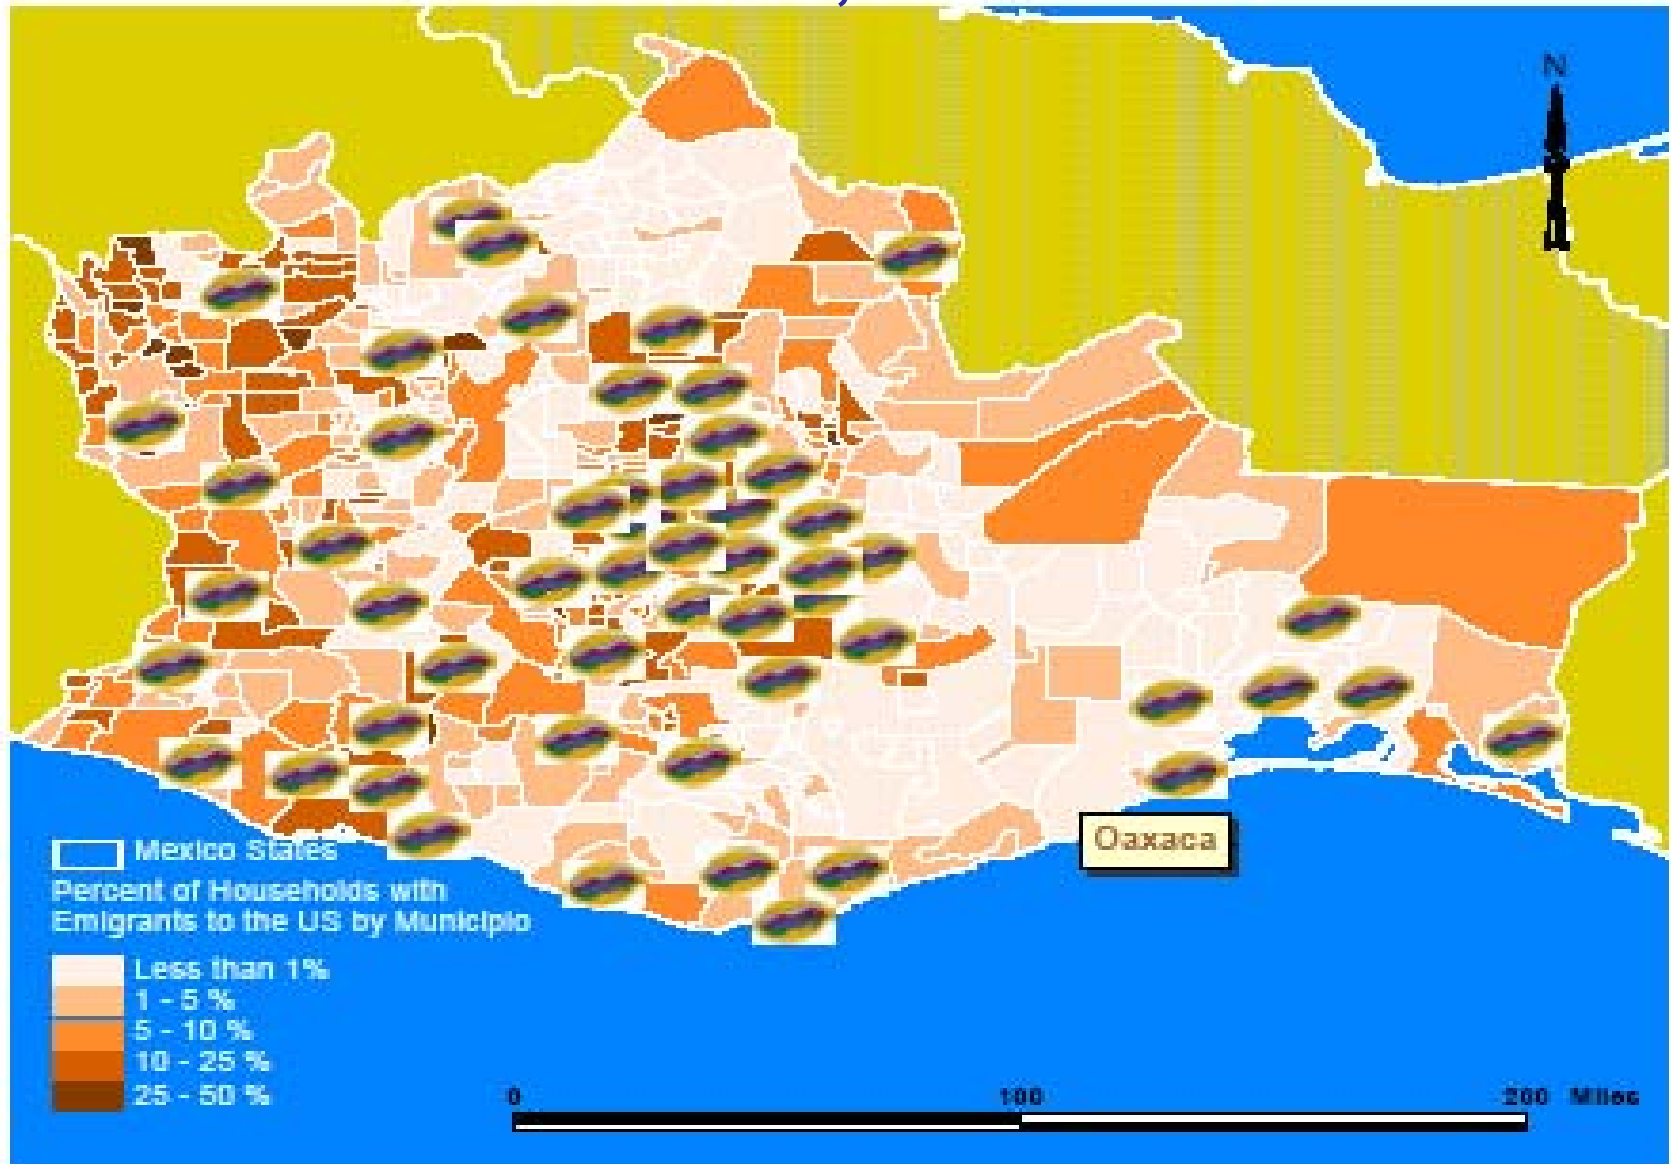 N
Oaxaca
Mexico States
Percent of Households with
Emigrants to the US by Municipio
Less than 1%
1 - 5 %
5 - 10 %
10 - 25 %
25 - 50 %
0 100 200 Miles